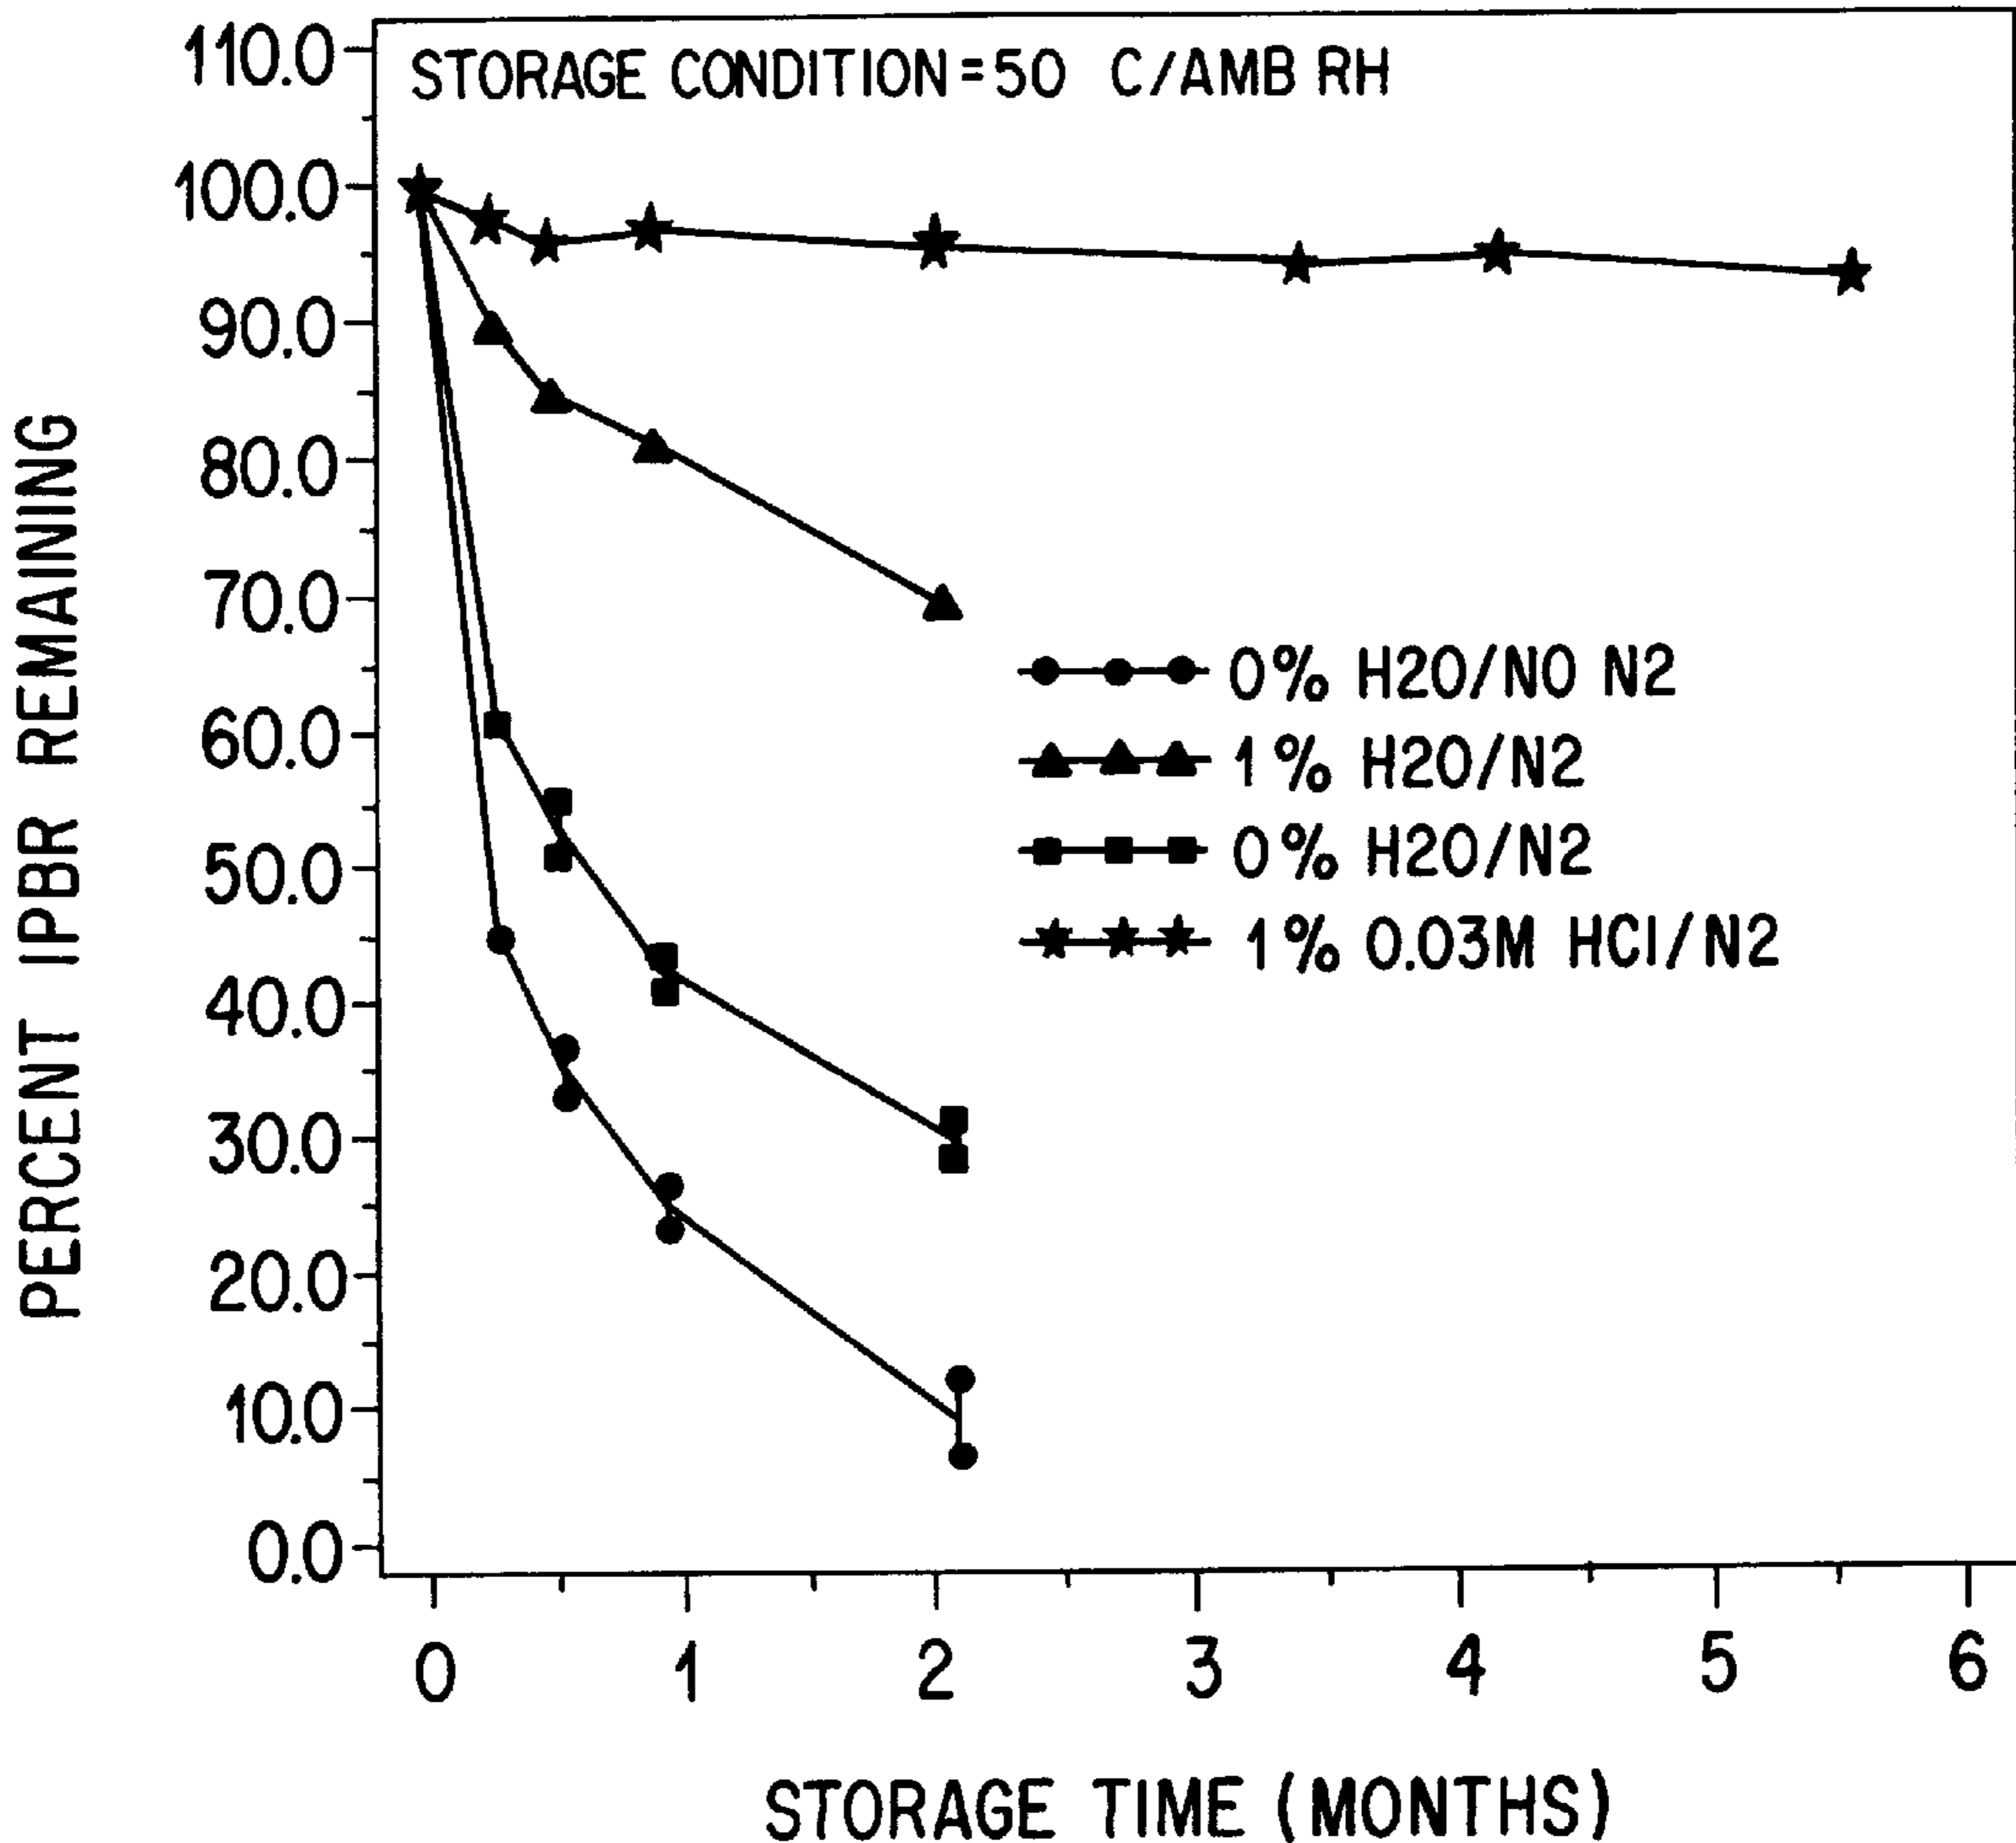 STORAGE CONDITION=50 C/AMB RH
PERCENT IPBR REMAINING
110.0
100.0
90.0
80.0
70.0
60.0
50.0
40.0
30.0
20.0
10.0
0.0
0% H2O/NO N2
1% H2O/N2
0% H2O/N2
1% 0.03M HCl/N2
0 1 2 3 4 5 6
STORAGE TIME (MONTHS)